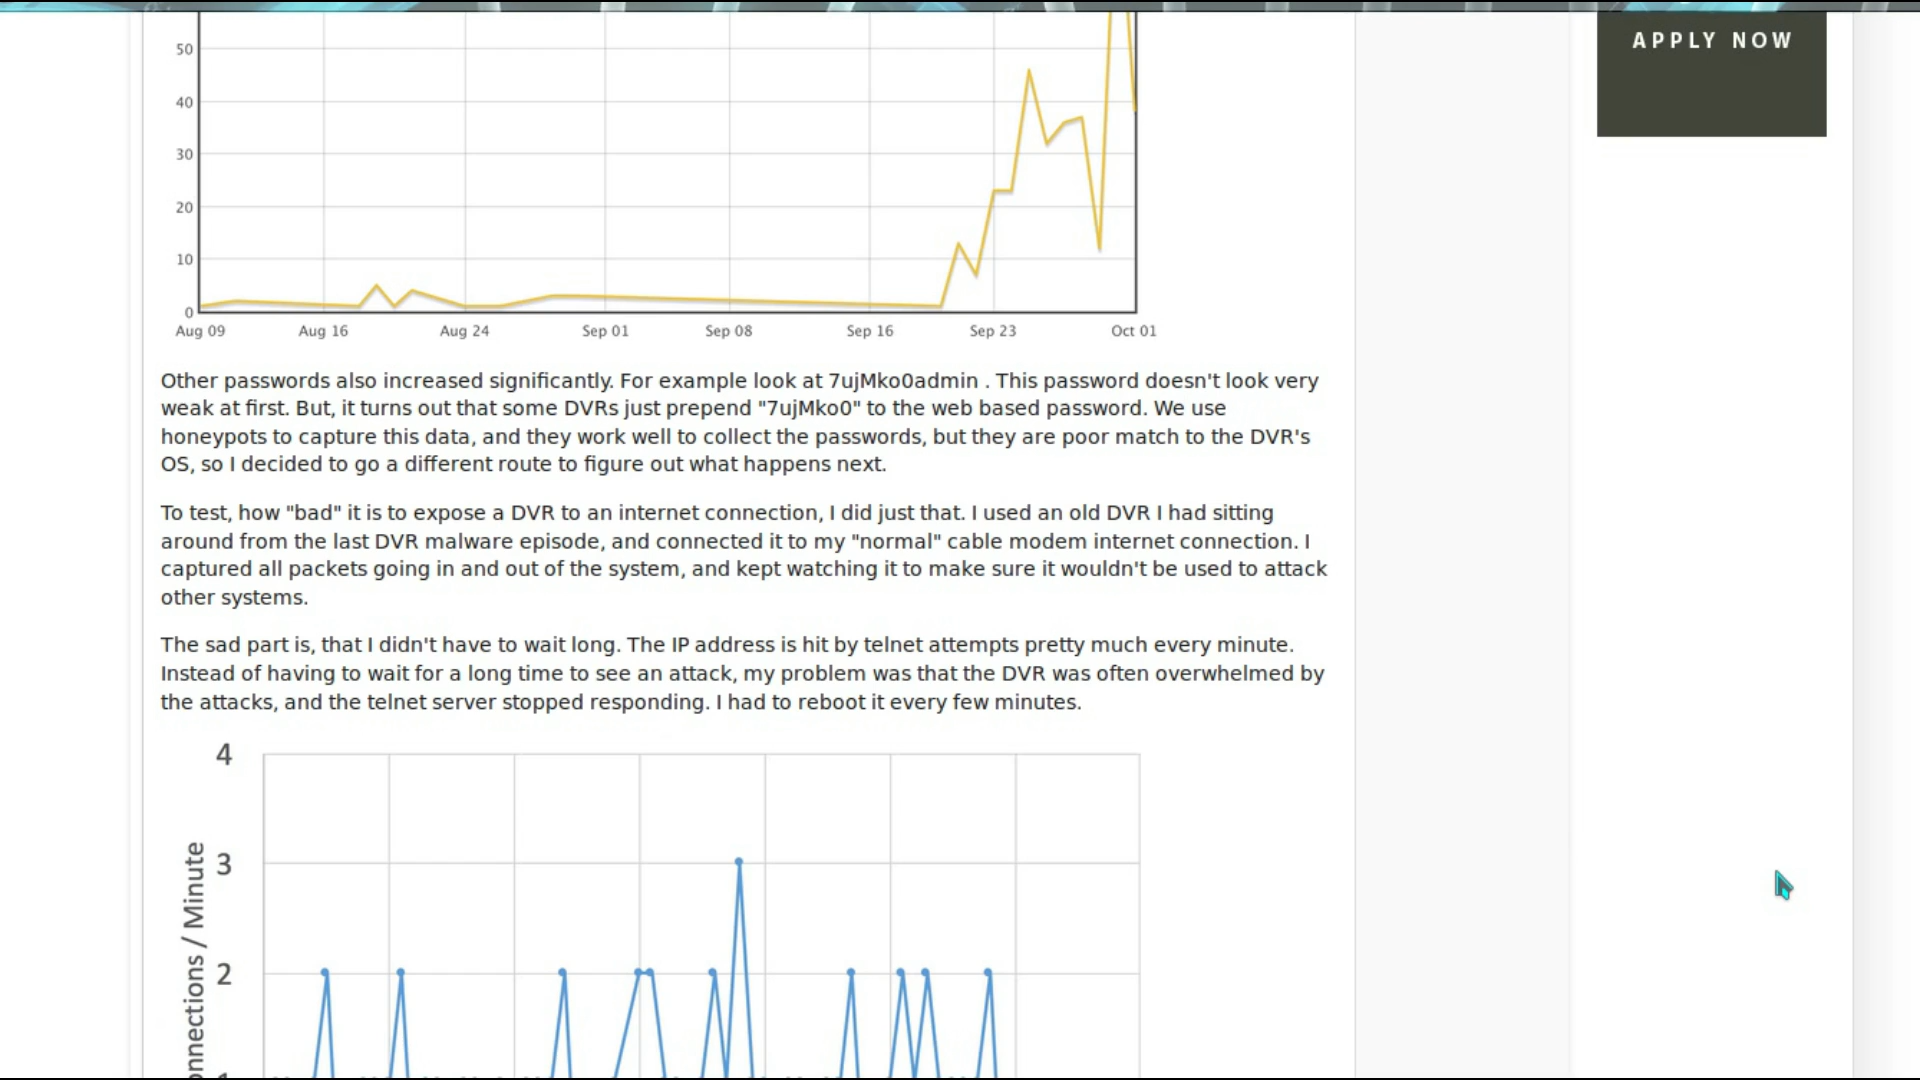 APPLY NOW
50
40
30
20
10
0
Aug 09 Aug 16 Aug 24 Sep 01 Sep 08 Sep 16 Sep 23 Oct 01
Other passwords also increased significantly. For example look at 7ujMko0admin . This password doesn't look very
weak at first. But, it turns out that some DVRs just prepend "7ujMko0" to the web based password. We use
honeypots to capture this data, and they work well to collect the passwords, but they are poor match to the DVR's
OS, so I decided to go a different route to figure out what happens next.
To test, how "bad" it is to expose a DVR to an internet connection, I did just that. I used an old DVR I had sitting
around from the last DVR malware episode, and connected it to my "normal" cable modem internet connection. I
captured all packets going in and out of the system, and kept watching it to make sure it wouldn't be used to attack
other systems.
The sad part is, that I didn't have to wait long. The IP address is hit by telnet attempts pretty much every minute.
Instead of having to wait for a long time to see an attack, my problem was that the DVR was often overwhelmed by
the attacks, and the telnet server stopped responding. I had to reboot it every few minutes.
4
3
2
nnections / Minute